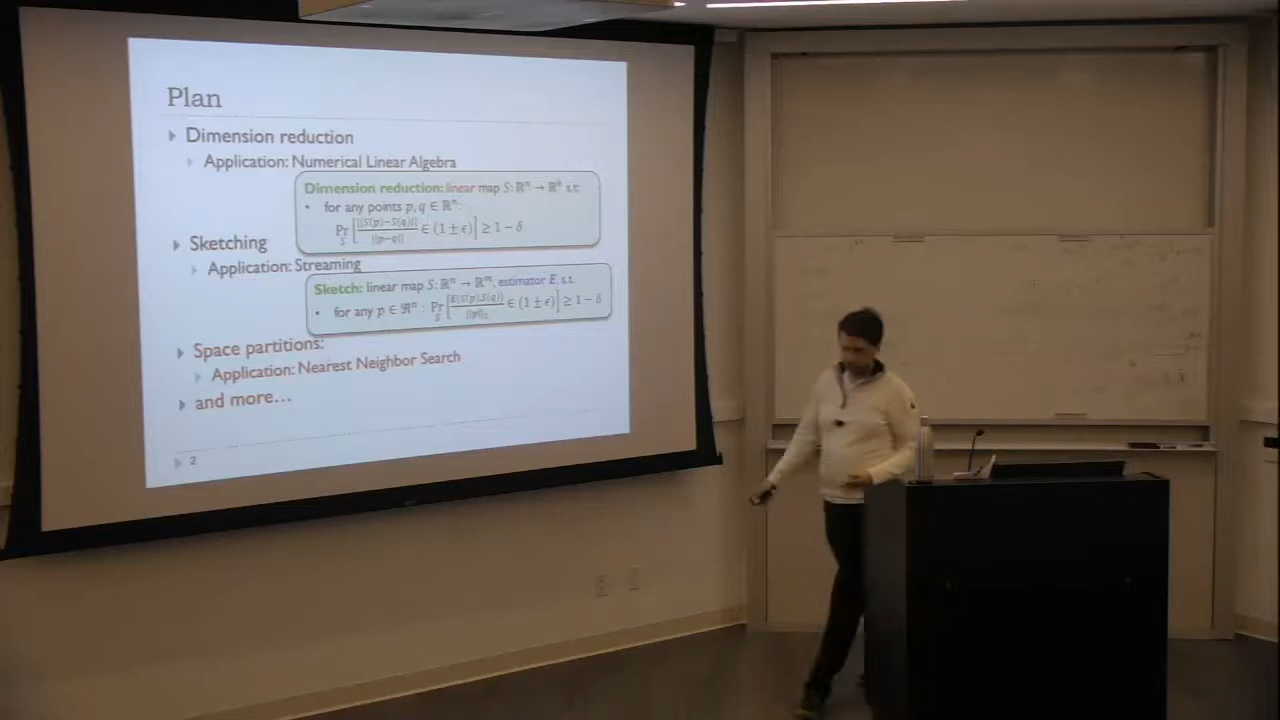 Plan
Dimension reduction
Application: Numerical Linear Algebra
Dimension reduction: linear map S: ℝⁿ → ℝᵏ s.t.
• for any points p, q ∈ ℝⁿ:
Pr_S [ ||S(p)−S(q)|| / ||p−q|| ∈ (1 ± ϵ) ] ≥ 1 − δ
Sketching
Application: Streaming
Sketch: linear map S: ℝⁿ → ℝᵐ, estimator E, s.t.
• for any p ∈ ℜⁿ : Pr_S [ E(S(p),S(q)) / ||p||₂ ∈ (1 ± ϵ) ] ≥ 1 − δ
Space partitions:
Application: Nearest Neighbor Search
and more...
2